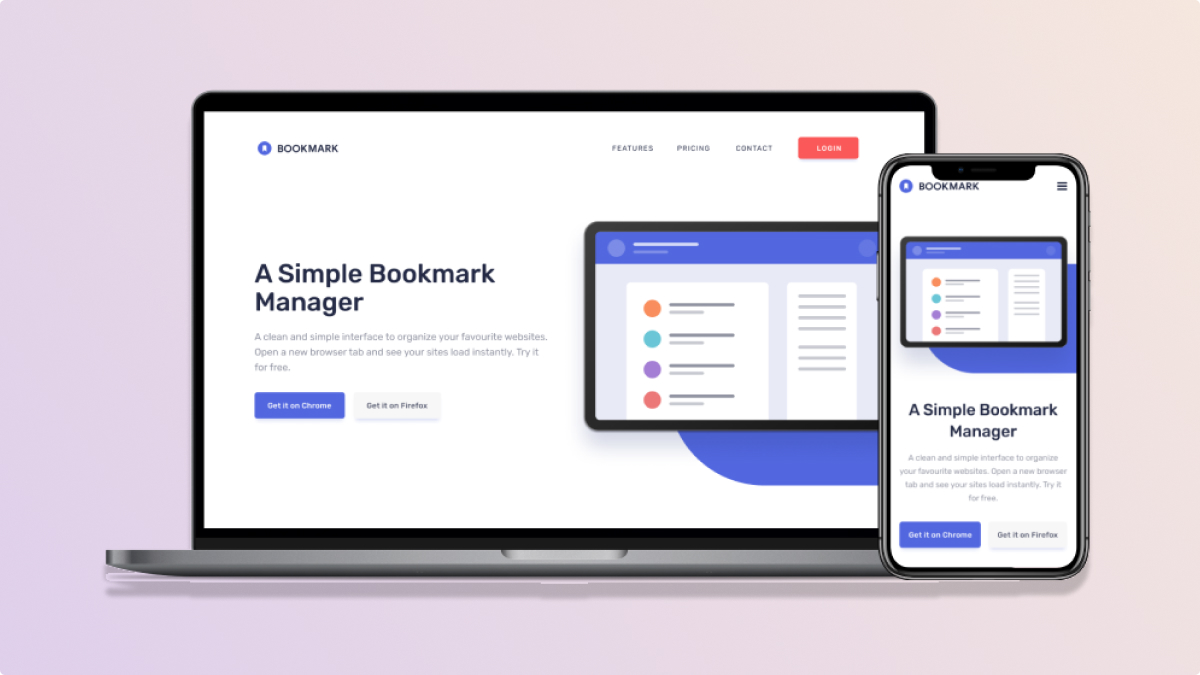 BOOKMARK
FEATURES PRICING CONTACT LOGIN
A Simple Bookmark
Manager
A clean and simple interface to organize your favourite websites.
Open a new browser tab and see your sites load instantly. Try it
for free.
Get it on Chrome Get it on Firefox
BOOKMARK
A Simple Bookmark
Manager
A clean and simple interface to organize
your favourite websites. Open a new browser
tab and see your sites load instantly. Try it
for free.
Get it on Chrome Get it on Firefox